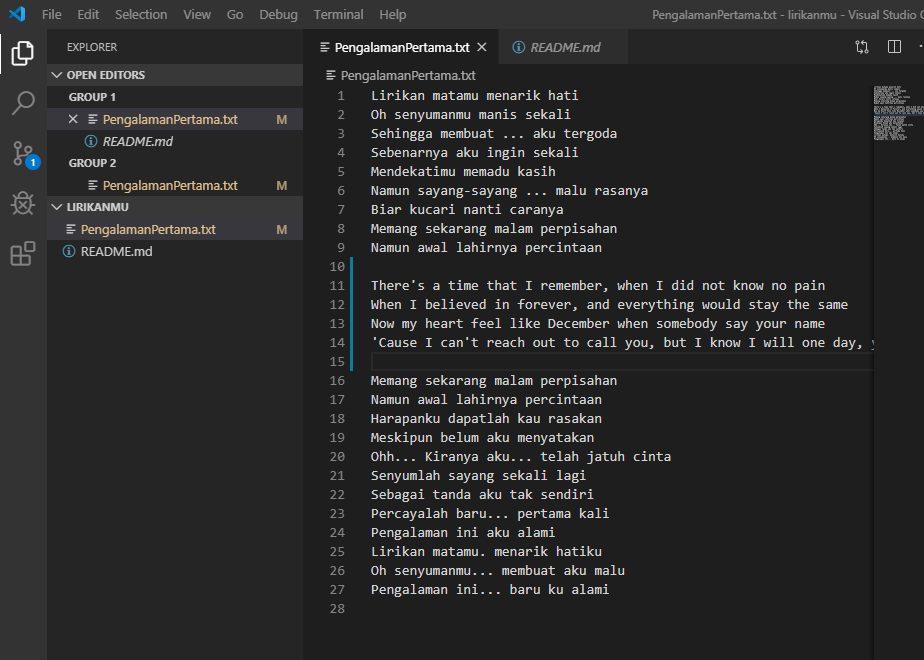 File Edit Selection View Go Debug Terminal Help PengalamanPertama.txt - lirikanmu - Visual Studio
EXPLORER
OPEN EDITORS
GROUP 1
PengalamanPertama.txt M
README.md
GROUP 2
PengalamanPertama.txt M
LIRIKANMU
PengalamanPertama.txt M
README.md
1
PengalamanPertama.txt README.md
PengalamanPertama.txt
1 Lirikan matamu menarik hati
2 Oh senyumanmu manis sekali
3 Sehingga membuat ... aku tergoda
4 Sebenarnya aku ingin sekali
5 Mendekatimu memadu kasih
6 Namun sayang-sayang ... malu rasanya
7 Biar kucari nanti caranya
8 Memang sekarang malam perpisahan
9 Namun awal lahirnya percintaan
10
11 There's a time that I remember, when I did not know no pain
12 When I believed in forever, and everything would stay the same
13 Now my heart feel like December when somebody say your name
14 'Cause I can't reach out to call you, but I know I will one day,
15
16 Memang sekarang malam perpisahan
17 Namun awal lahirnya percintaan
18 Harapanku dapatlah kau rasakan
19 Meskipun belum aku menyatakan
20 Ohh... Kiranya aku... telah jatuh cinta
21 Senyumlah sayang sekali lagi
22 Sebagai tanda aku tak sendiri
23 Percayalah baru... pertama kali
24 Pengalaman ini aku alami
25 Lirikan matamu. menarik hatiku
26 Oh senyumanmu... membuat aku malu
27 Pengalaman ini... baru ku alami
28